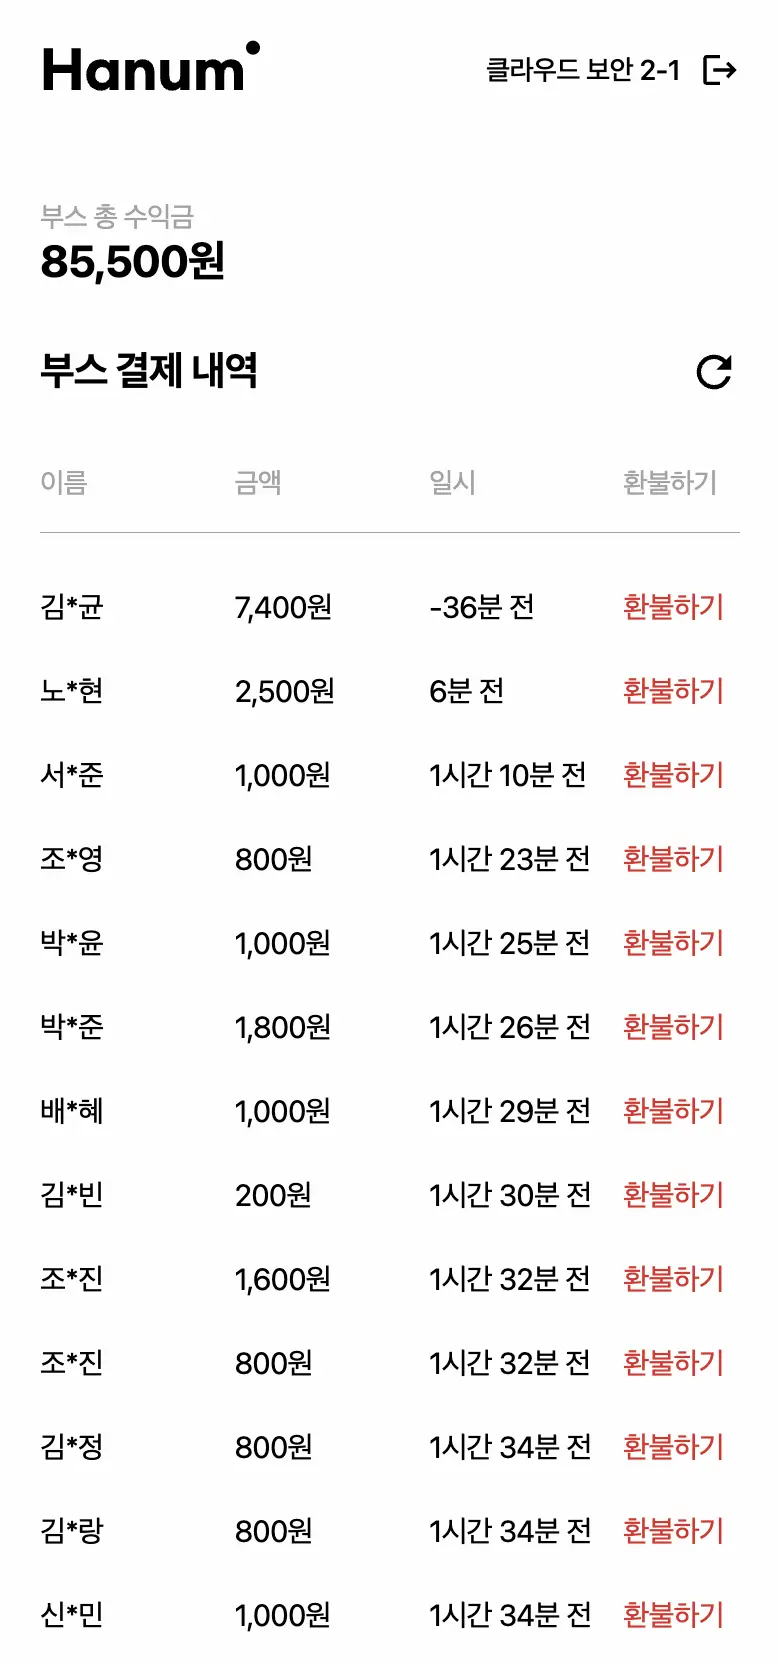 Hanum
클라우드 보안 2-1
부스 총 수익금
85,500원
부스 결제 내역
이름 금액 일시 환불하기
김*균 7,400원 -36분 전 환불하기
노*현 2,500원 6분 전 환불하기
서*준 1,000원 1시간 10분 전 환불하기
조*영 800원 1시간 23분 전 환불하기
박*윤 1,000원 1시간 25분 전 환불하기
박*준 1,800원 1시간 26분 전 환불하기
배*혜 1,000원 1시간 29분 전 환불하기
김*빈 200원 1시간 30분 전 환불하기
조*진 1,600원 1시간 32분 전 환불하기
조*진 800원 1시간 32분 전 환불하기
김*정 800원 1시간 34분 전 환불하기
김*랑 800원 1시간 34분 전 환불하기
신*민 1,000원 1시간 34분 전 환불하기